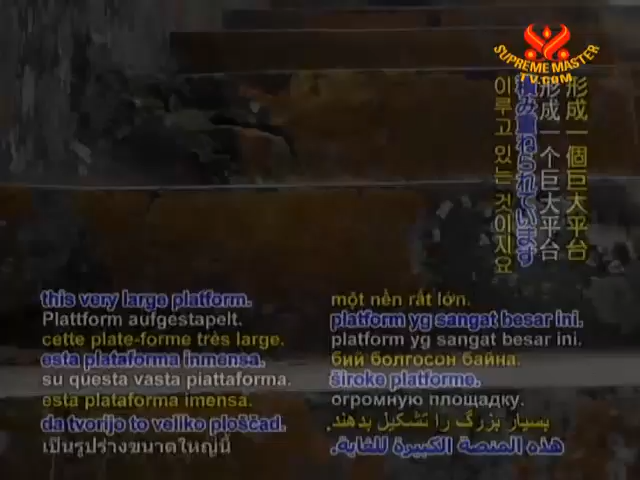 SUPREME MASTER
TV.COM
形成一個巨大平台
形成一个巨大平台
積み重ねられています
이루고 있는 것이지요
this very large platform.
Plattform aufgestapelt.
cette plate-forme très large.
esta plataforma inmensa.
su questa vasta piattaforma.
esta plataforma imensa.
da tvorijo to veliko ploščad.
เป็นรูปร่างขนาดใหญ่นี้
một nền rất lớn.
platform yg sangat besar ini.
platform yg sangat besar ini.
бий болгосон байна.
široke platforme.
огромную площадку.
بسیار بزرگ را تشکیل بدهند.
هذه المنصة الكبيرة للغاية.